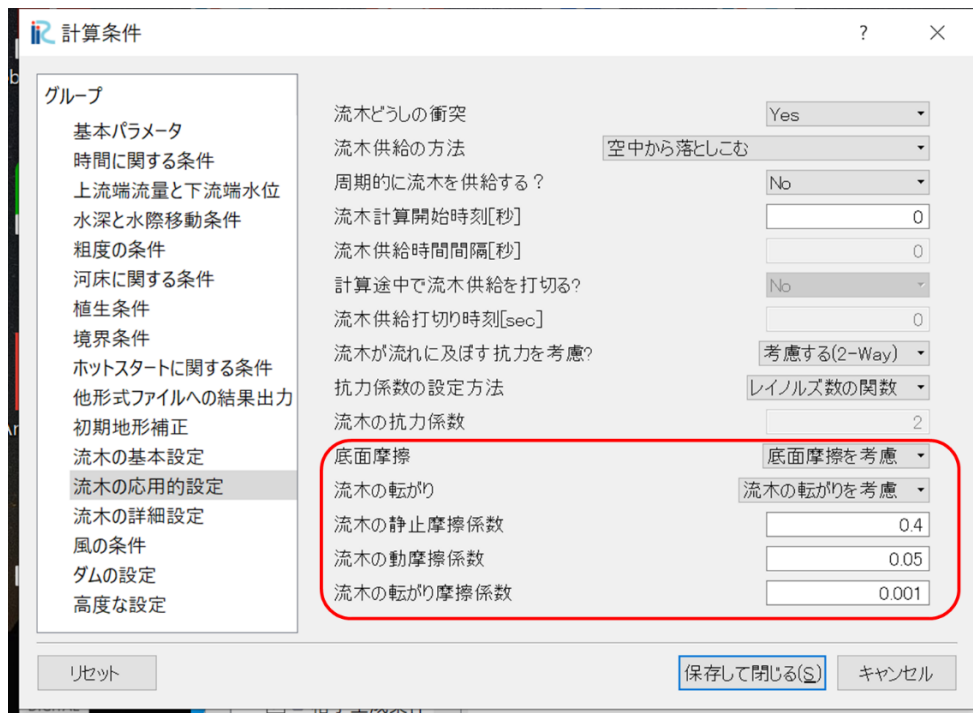 計算条件
?
グループ
基本パラメータ
時間に関する条件
上流端流量と下流端水位
水深と水際移動条件
粗度の条件
河床に関する条件
植生条件
境界条件
ホットスタートに関する条件
他形式ファイルへの結果出力
初期地形補正
流木の基本設定
流木の応用的設定
流木の詳細設定
風の条件
ダムの設定
高度な設定
流木どうしの衝突 Yes
流木供給の方法 空中から落としこむ
周期的に流木を供給する? No
流木計算開始時刻[秒] 0
流木供給時間間隔[秒] 0
計算途中で流木供給を打切る? No
流木供給打切り時刻[sec] 0
流木が流れに及ぼす抗力を考慮? 考慮する(2-Way)
抗力係数の設定方法 レイノルズ数の関数
流木の抗力係数 2
底面摩擦 底面摩擦を考慮
流木の転がり 流木の転がりを考慮
流木の静止摩擦係数 0.4
流木の動摩擦係数 0.05
流木の転がり摩擦係数 0.001
リセット 保存して閉じる(S) キャンセル